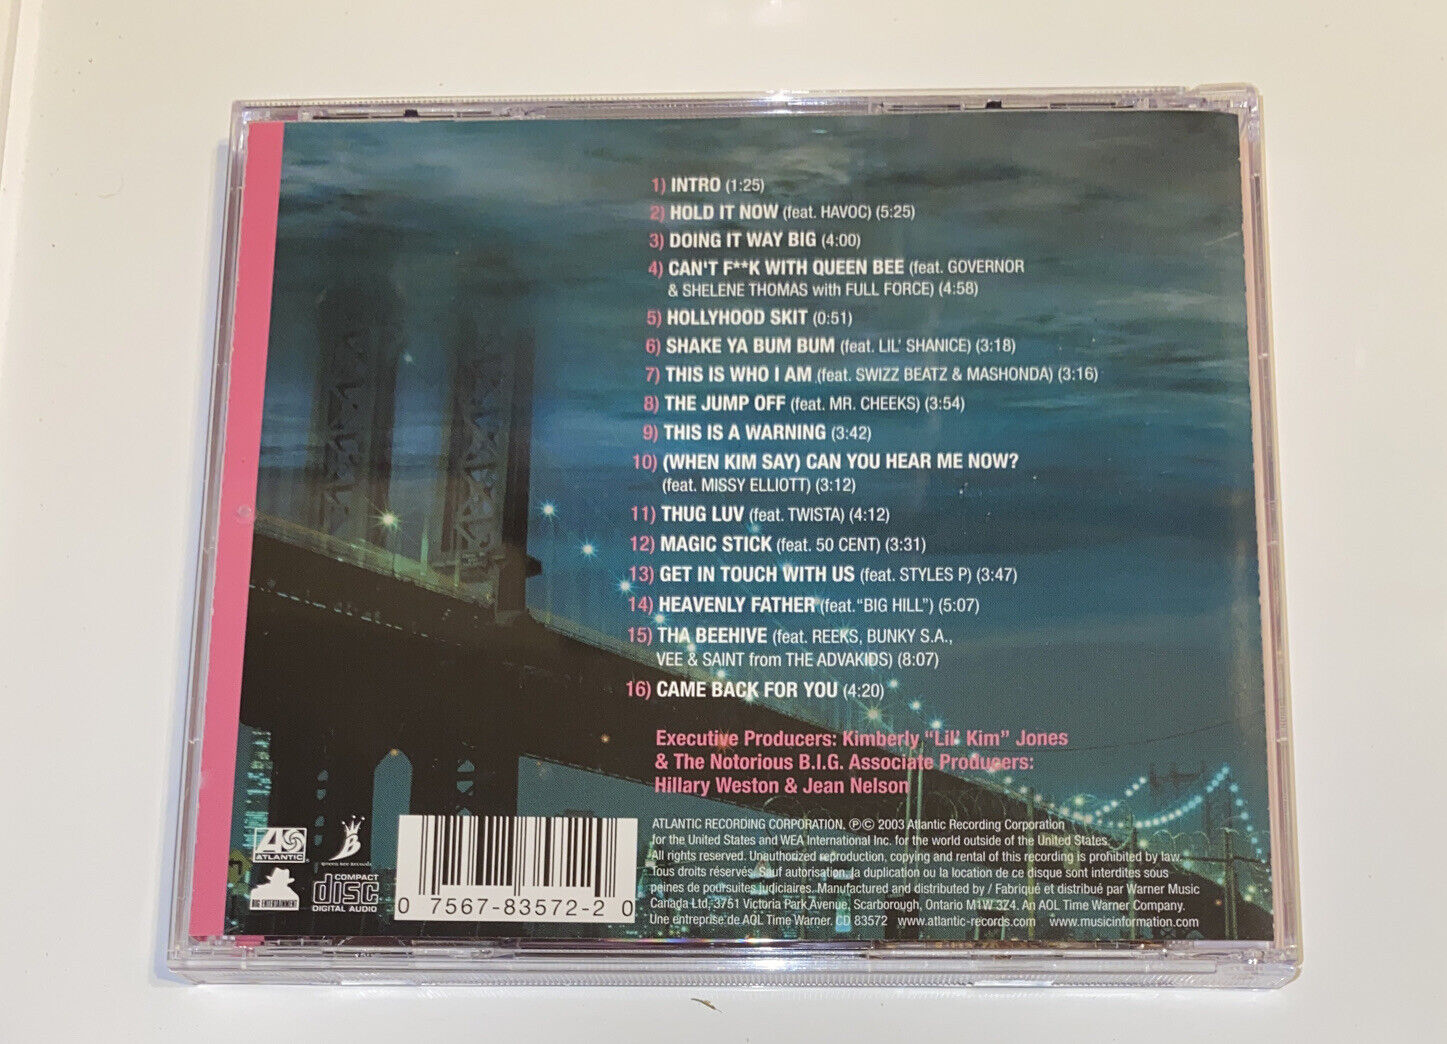 1) INTRO (1:25)
2) HOLD IT NOW (feat. HAVOC) (5:25)
3) DOING IT WAY BIG (4:00)
4) CAN'T F**K WITH QUEEN BEE (feat. GOVERNOR
& SHELENE THOMAS with FULL FORCE) (4:58)
5) HOLLYHOOD SKIT (0:51)
6) SHAKE YA BUM BUM (feat. LIL' SHANICE) (3:18)
7) THIS IS WHO I AM (feat. SWIZZ BEATZ & MASHONDA) (3:16)
8) THE JUMP OFF (feat. MR. CHEEKS) (3:54)
9) THIS IS A WARNING (3:42)
10) (WHEN KIM SAY) CAN YOU HEAR ME NOW?
(feat. MISSY ELLIOTT) (3:12)
11) THUG LUV (feat. TWISTA) (4:12)
12) MAGIC STICK (feat. 50 CENT) (3:31)
13) GET IN TOUCH WITH US (feat. STYLES P) (3:47)
14) HEAVENLY FATHER (feat."BIG HILL") (5:07)
15) THA BEEHIVE (feat. REEKS, BUNKY S.A.,
VEE & SAINT from THE ADVAKIDS) (8:07)
16) CAME BACK FOR YOU (4:20)
Executive Producers: Kimberly "Lil' Kim" Jones
& The Notorious B.I.G. Associate Producers:
Hillary Weston & Jean Nelson
ATLANTIC RECORDING CORPORATION. ℗© 2003 Atlantic Recording Corporation
for the United States and WEA International Inc. for the world outside of the United States.
All rights reserved. Unauthorized reproduction, copying and rental of this recording is prohibited by law.
Tous droits réservés. Sauf autorisation, la duplication ou la location de ce disque sont interdites sous
peines de poursuites judiciaires. Manufactured and distributed by / Fabriqué et distribué par Warner Music
Canada Ltd, 3751 Victoria Park Avenue, Scarborough, Ontario M1W 3Z4. An AOL Time Warner Company.
Une entreprise de AOL Time Warner. CD 83572 www.atlantic-records.com www.musicinformation.com
ATLANTIC
queen bee records
BIG ENTERTAINMENT
COMPACT
disc
DIGITAL AUDIO
0 7567-83572-2 0